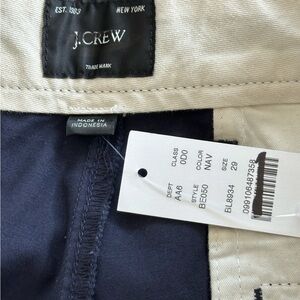 EST. 1983 NEW YORK
J.CREW
TRADE MARK
MADE IN
INDONESIA
CLASS COLOR SIZE
0D0 NAV 29
DEPT STYLE
AA6 BE050 BL8934
099106487358